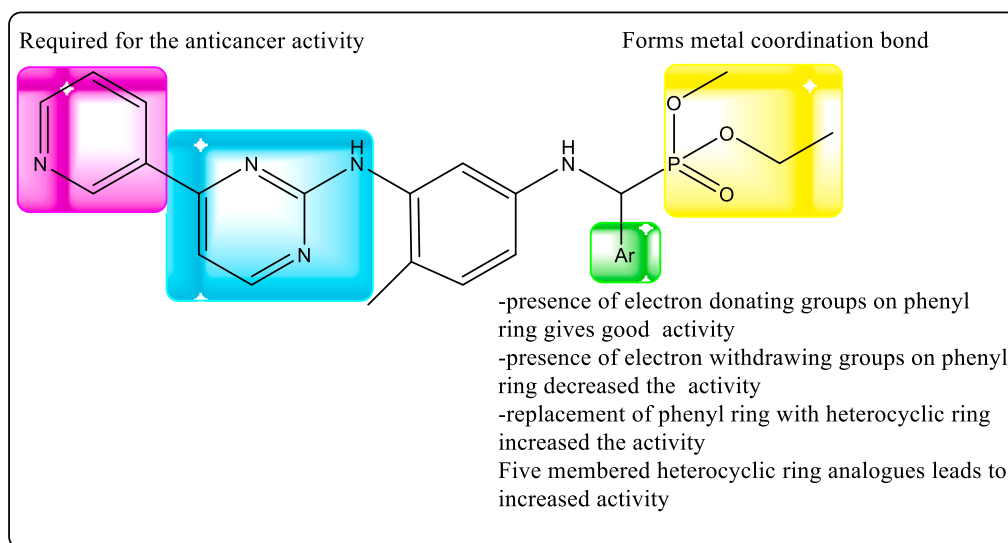 Required for the anticancer activity
Forms metal coordination bond
N
N
N
H
N
H
N
P
O
O
O
Ar
-presence of electron donating groups on phenyl
ring gives good activity
-presence of electron withdrawing groups on phenyl
ring decreased the activity
-replacement of phenyl ring with heterocyclic ring
increased the activity
Five membered heterocyclic ring analogues leads to
increased activity